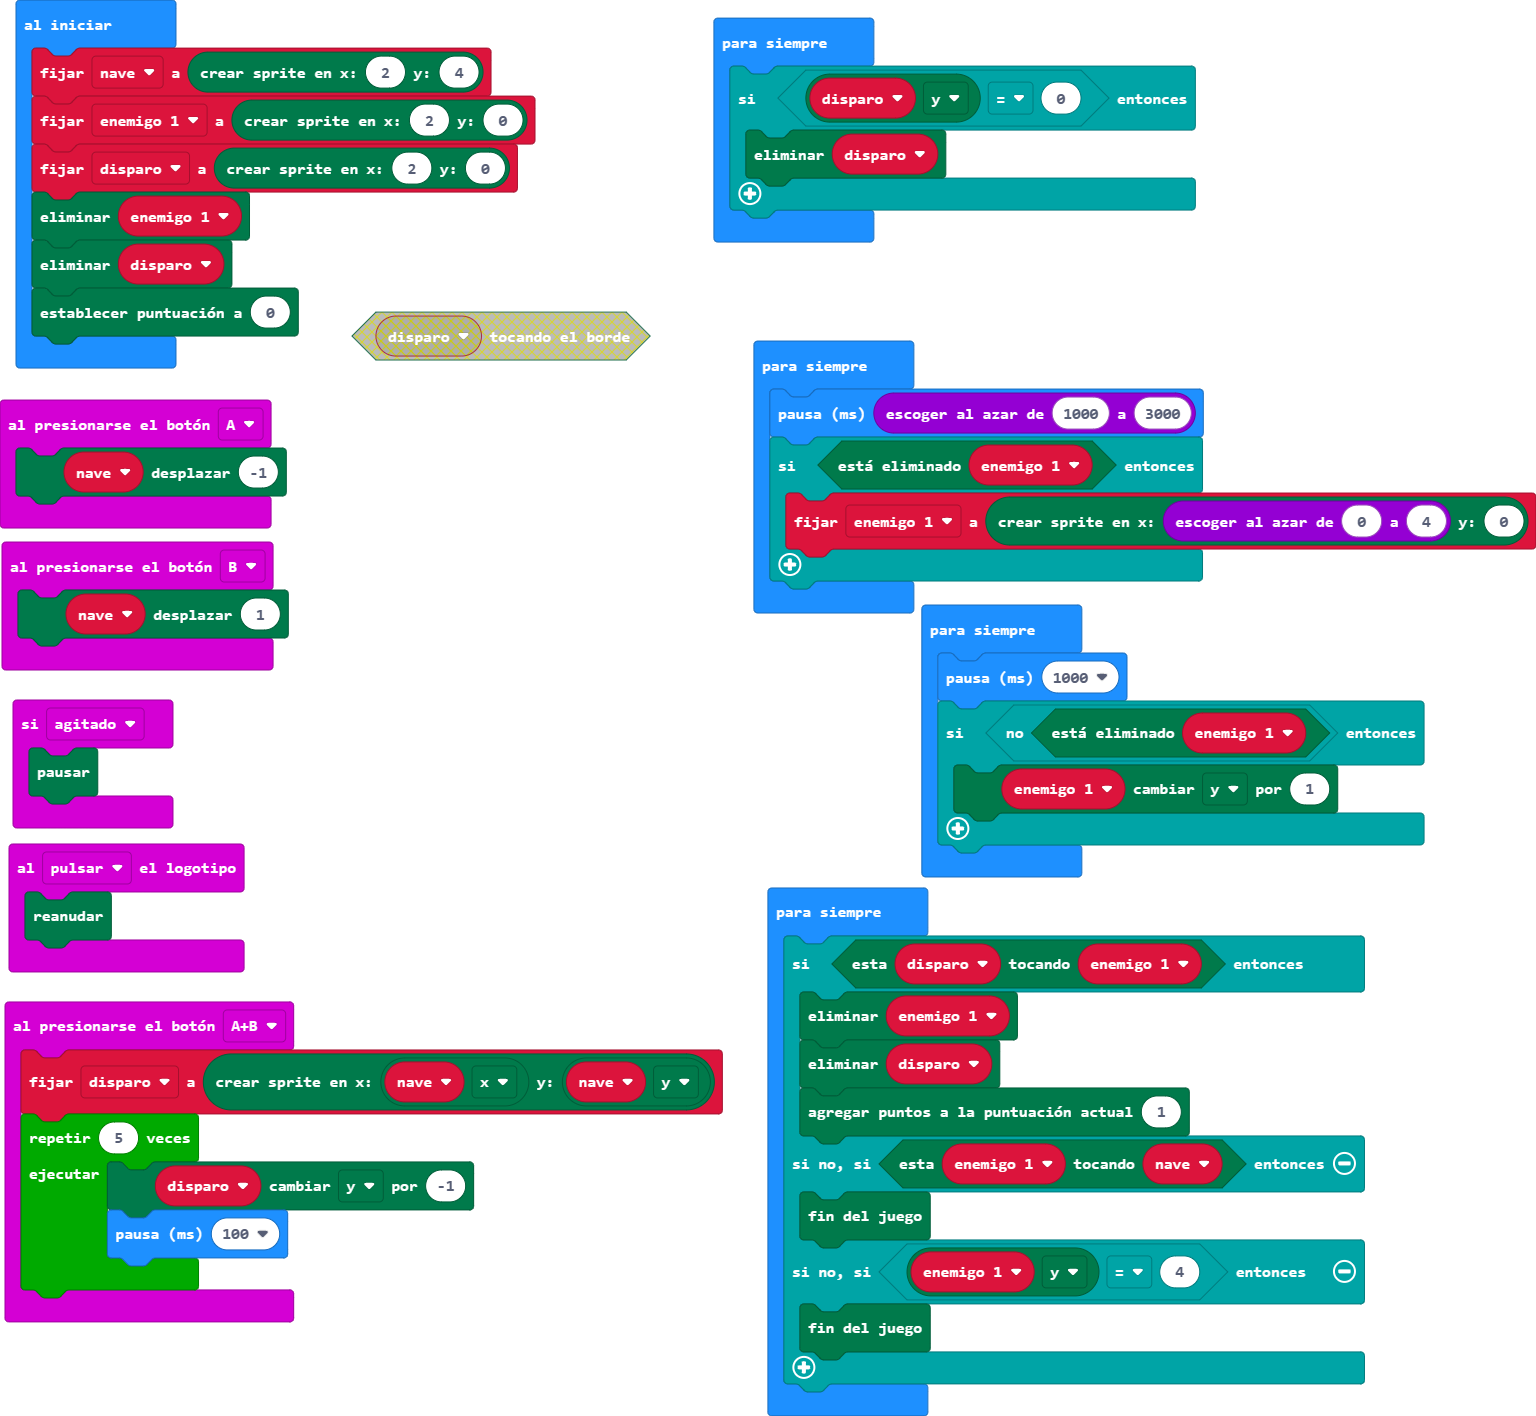 al iniciar
fijar nave a crear sprite en x: 2 y: 4
fijar enemigo 1 a crear sprite en x: 2 y: 0
fijar disparo a crear sprite en x: 2 y: 0
eliminar enemigo 1
eliminar disparo
establecer puntuación a 0
disparo tocando el borde
al presionarse el botón A
nave desplazar -1
al presionarse el botón B
nave desplazar 1
si agitado
pausar
al pulsar el logotipo
reanudar
al presionarse el botón A+B
fijar disparo a crear sprite en x: nave x y: nave y
repetir 5 veces
ejecutar
disparo cambiar y por -1
pausa (ms) 100
para siempre
si disparo y = 0 entonces
eliminar disparo
para siempre
pausa (ms) escoger al azar de 1000 a 3000
si está eliminado enemigo 1 entonces
fijar enemigo 1 a crear sprite en x: escoger al azar de 0 a 4 y: 0
para siempre
pausa (ms) 1000
si no está eliminado enemigo 1 entonces
enemigo 1 cambiar y por 1
para siempre
si esta disparo tocando enemigo 1 entonces
eliminar enemigo 1
eliminar disparo
agregar puntos a la puntuación actual 1
si no, si esta enemigo 1 tocando nave entonces
fin del juego
si no, si enemigo 1 y = 4 entonces
fin del juego